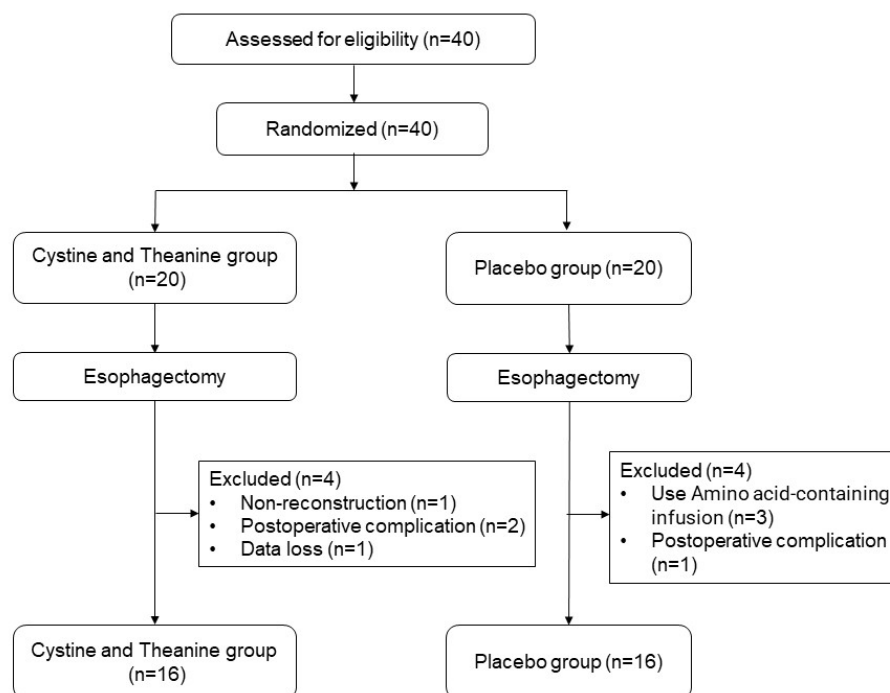 Assessed for eligibility (n=40)
Randomized (n=40)
Cystine and Theanine group
(n=20)
Placebo group (n=20)
Esophagectomy
Esophagectomy
Excluded (n=4)
• Non-reconstruction (n=1)
• Postoperative complication (n=2)
• Data loss (n=1)
Excluded (n=4)
• Use Amino acid-containing
infusion (n=3)
• Postoperative complication
(n=1)
Cystine and Theanine group
(n=16)
Placebo group (n=16)